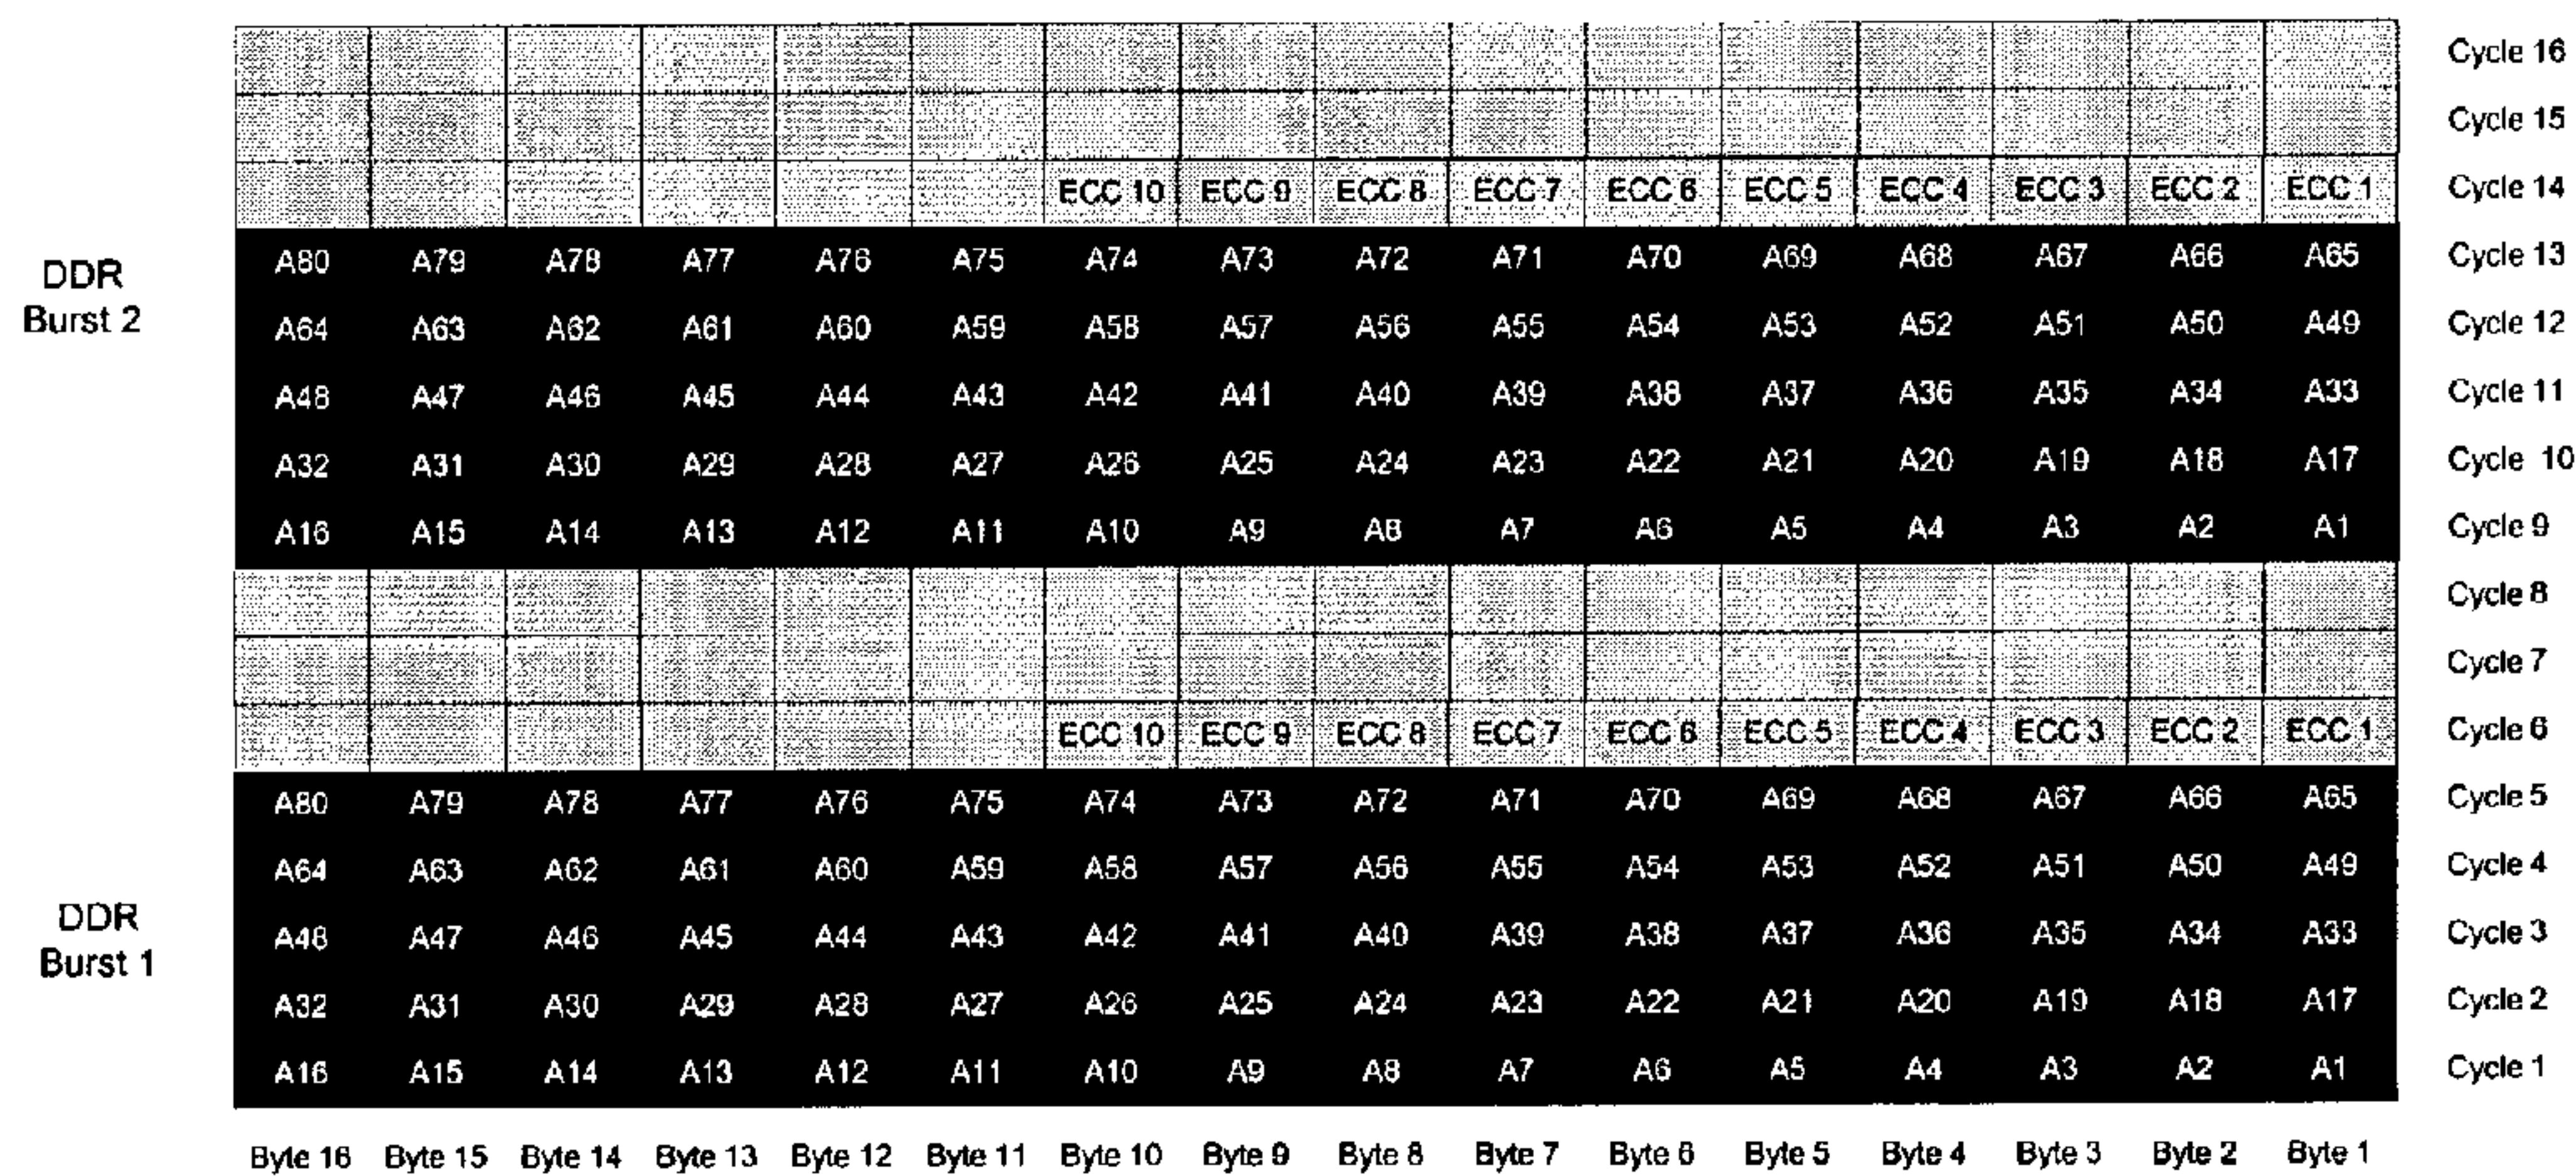 Cycle 16
Cycle 15
ECC 10 ECC 9 ECC 8 ECC 7 ECC 6 ECC 5 ECC 4 ECC 3 ECC 2 ECC 1 Cycle 14
A80 A79 A78 A77 A76 A75 A74 A73 A72 A71 A70 A69 A68 A67 A66 A65 Cycle 13
DDR
Burst 2
A64 A63 A62 A61 A60 A59 A58 A57 A56 A55 A54 A53 A52 A51 A50 A49 Cycle 12
A48 A47 A46 A45 A44 A43 A42 A41 A40 A39 A38 A37 A36 A35 A34 A33 Cycle 11
A32 A31 A30 A29 A28 A27 A26 A25 A24 A23 A22 A21 A20 A19 A18 A17 Cycle 10
A16 A15 A14 A13 A12 A11 A10 A9 A8 A7 A6 A5 A4 A3 A2 A1 Cycle 9
Cycle 8
Cycle 7
ECC 10 ECC 9 ECC 8 ECC 7 ECC 6 ECC 5 ECC 4 ECC 3 ECC 2 ECC 1 Cycle 6
A80 A79 A78 A77 A76 A75 A74 A73 A72 A71 A70 A69 A68 A67 A66 A65 Cycle 5
A64 A63 A62 A61 A60 A59 A58 A57 A56 A55 A54 A53 A52 A51 A50 A49 Cycle 4
DDR
Burst 1
A48 A47 A46 A45 A44 A43 A42 A41 A40 A39 A38 A37 A36 A35 A34 A33 Cycle 3
A32 A31 A30 A29 A28 A27 A26 A25 A24 A23 A22 A21 A20 A19 A18 A17 Cycle 2
A16 A15 A14 A13 A12 A11 A10 A9 A8 A7 A6 A5 A4 A3 A2 A1 Cycle 1
Byte 16 Byte 15 Byte 14 Byte 13 Byte 12 Byte 11 Byte 10 Byte 9 Byte 8 Byte 7 Byte 6 Byte 5 Byte 4 Byte 3 Byte 2 Byte 1